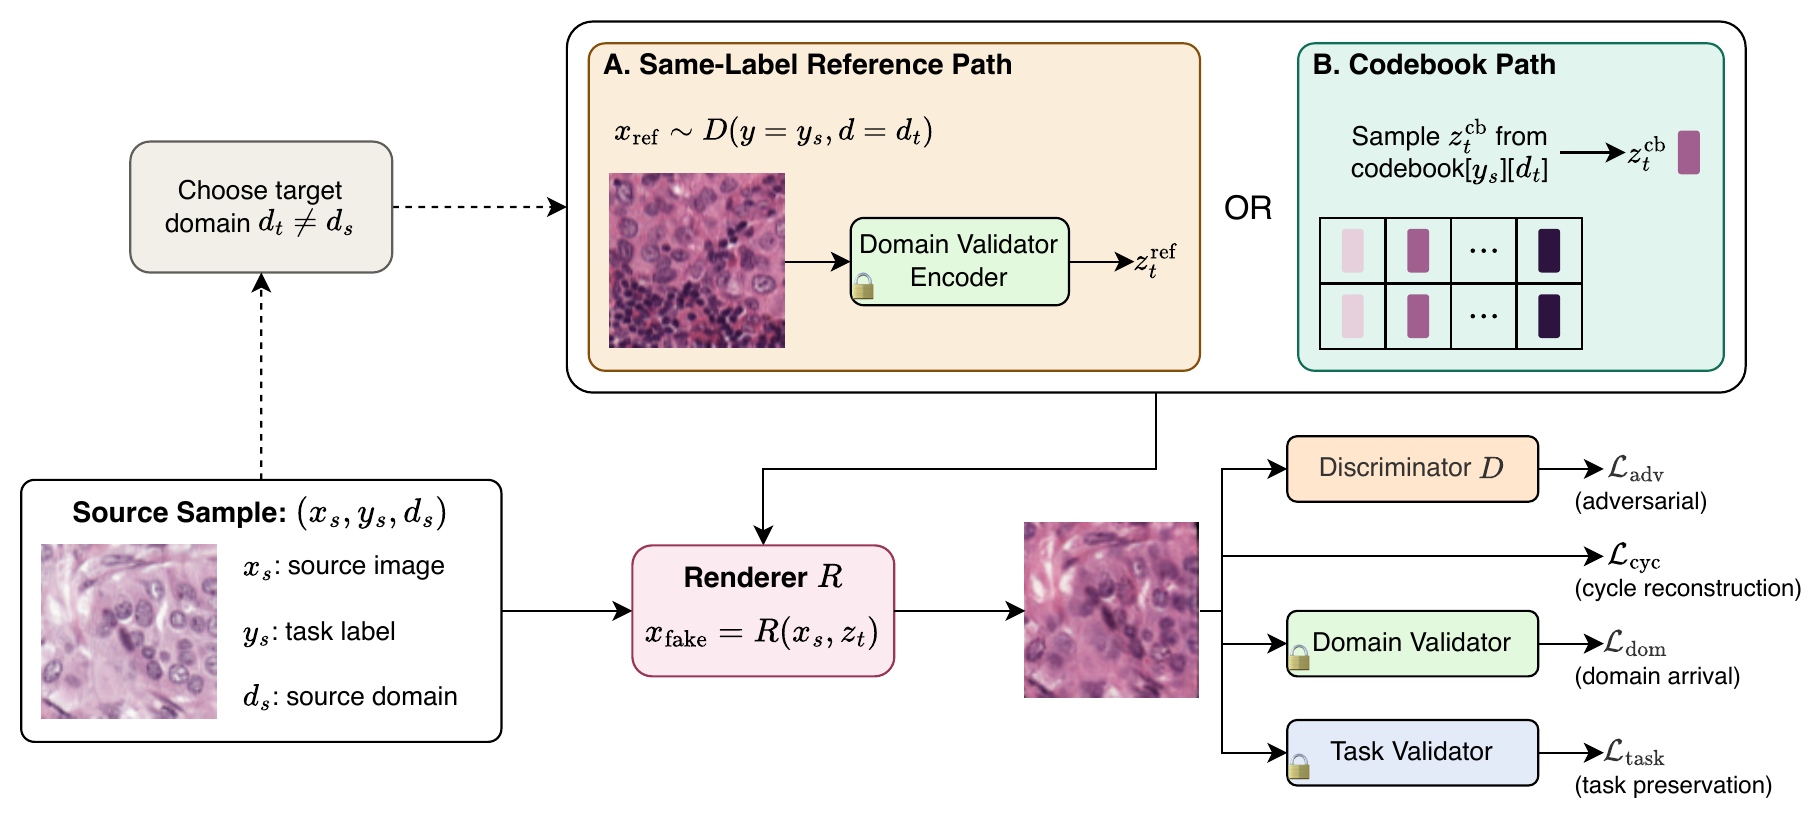 A. Same-Label Reference Path
x_ref ∼ D(y = y_s, d = d_t)
Domain Validator
Encoder
z_t^ref
OR
B. Codebook Path
Sample z_t^cb from
codebook[y_s][d_t]
z_t^cb
...
...
Choose target
domain d_t ≠ d_s
Source Sample: (x_s, y_s, d_s)
x_s: source image
y_s: task label
d_s: source domain
Renderer R
x_fake = R(x_s, z_t)
Discriminator D
ℒ_adv
(adversarial)
ℒ_cyc
(cycle reconstruction)
Domain Validator
ℒ_dom
(domain arrival)
Task Validator
ℒ_task
(task preservation)